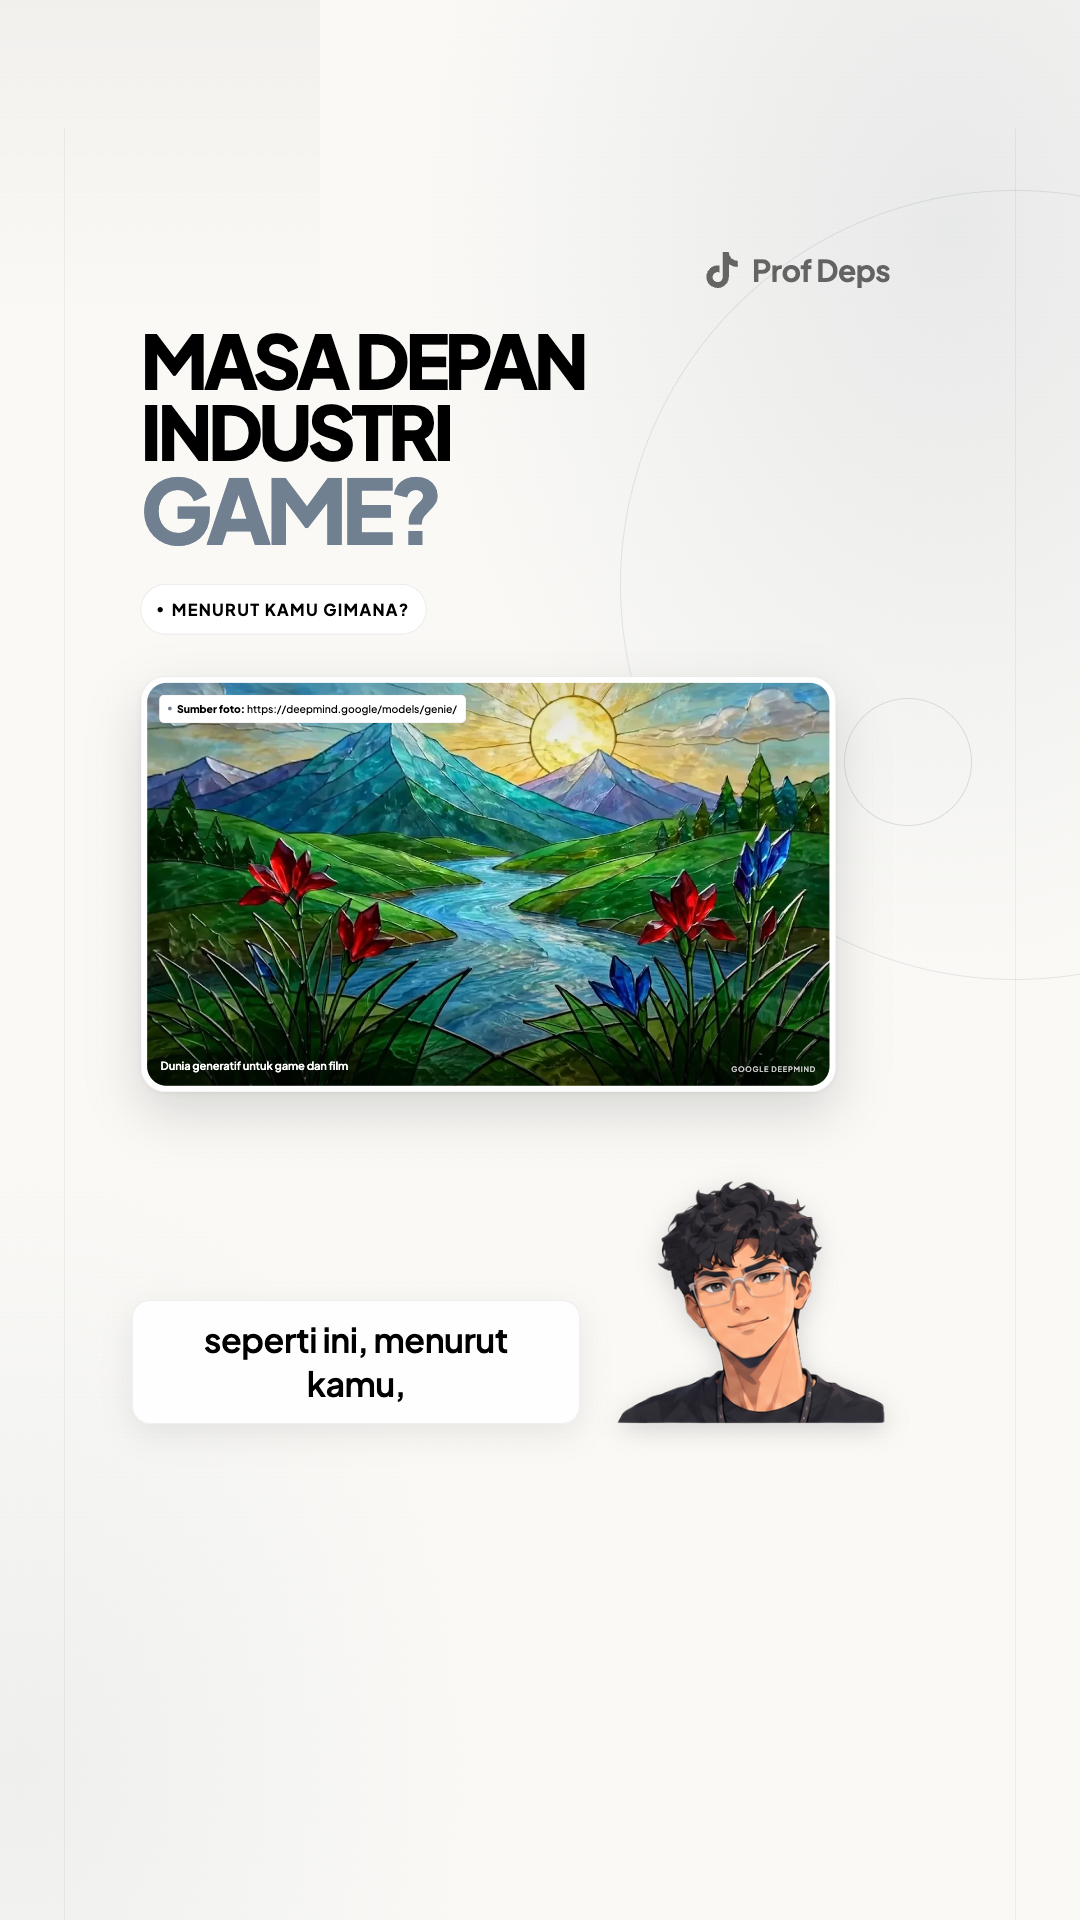 Prof Deps
MASA DEPAN
INDUSTRI
GAME?
• MENURUT KAMU GIMANA?
• Sumber foto: https://deepmind.google/models/genie/
Dunia generatif untuk game dan film
GOOGLE DEEPMIND
seperti ini, menurut
kamu,